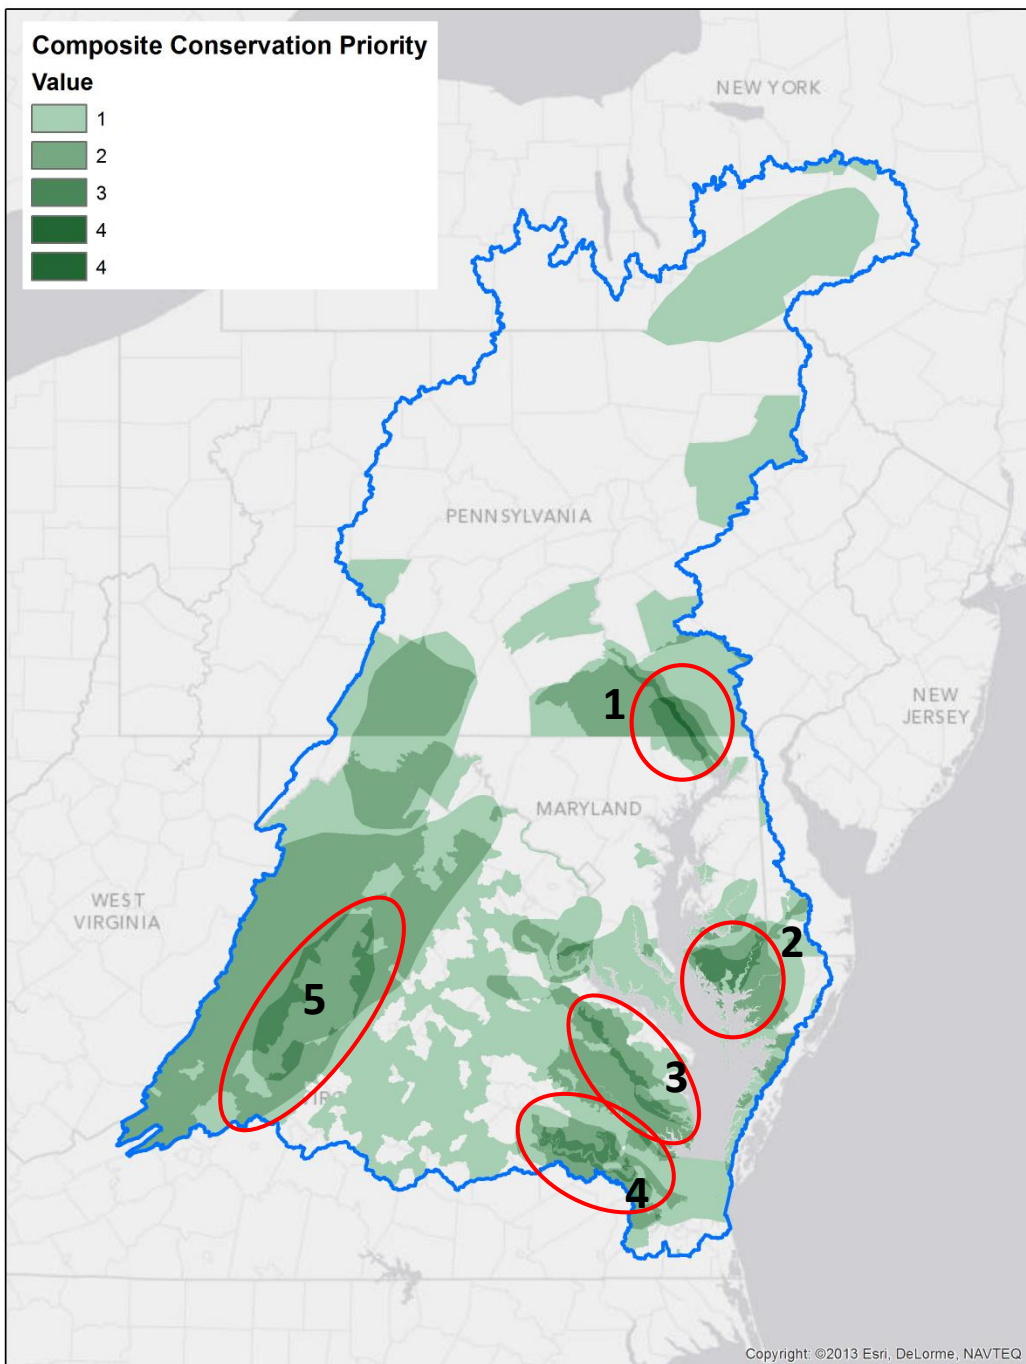 Composite Conservation Priority
Value
1
2
3
4
4
NEW YORK
PENNSYLVANIA
1
NEW
JERSEY
MARYLAND
WEST
VIRGINIA
2
5
3
4
Copyright: ©2013 Esri, DeLorme, NAVTEQ